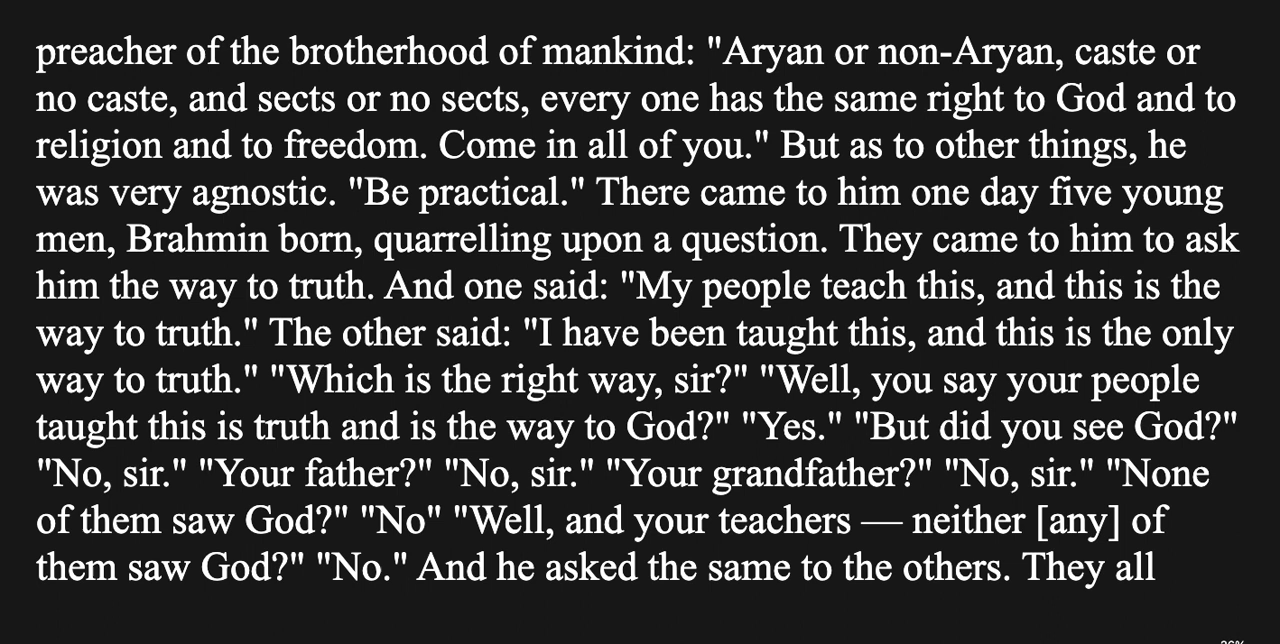 preacher of the brotherhood of mankind: "Aryan or non-Aryan, caste or
no caste, and sects or no sects, every one has the same right to God and to
religion and to freedom. Come in all of you." But as to other things, he
was very agnostic. "Be practical." There came to him one day five young
men, Brahmin born, quarrelling upon a question. They came to him to ask
him the way to truth. And one said: "My people teach this, and this is the
way to truth." The other said: "I have been taught this, and this is the only
way to truth." "Which is the right way, sir?" "Well, you say your people
taught this is truth and is the way to God?" "Yes." "But did you see God?"
"No, sir." "Your father?" "No, sir." "Your grandfather?" "No, sir." "None
of them saw God?" "No" "Well, and your teachers — neither [any] of
them saw God?" "No." And he asked the same to the others. They all